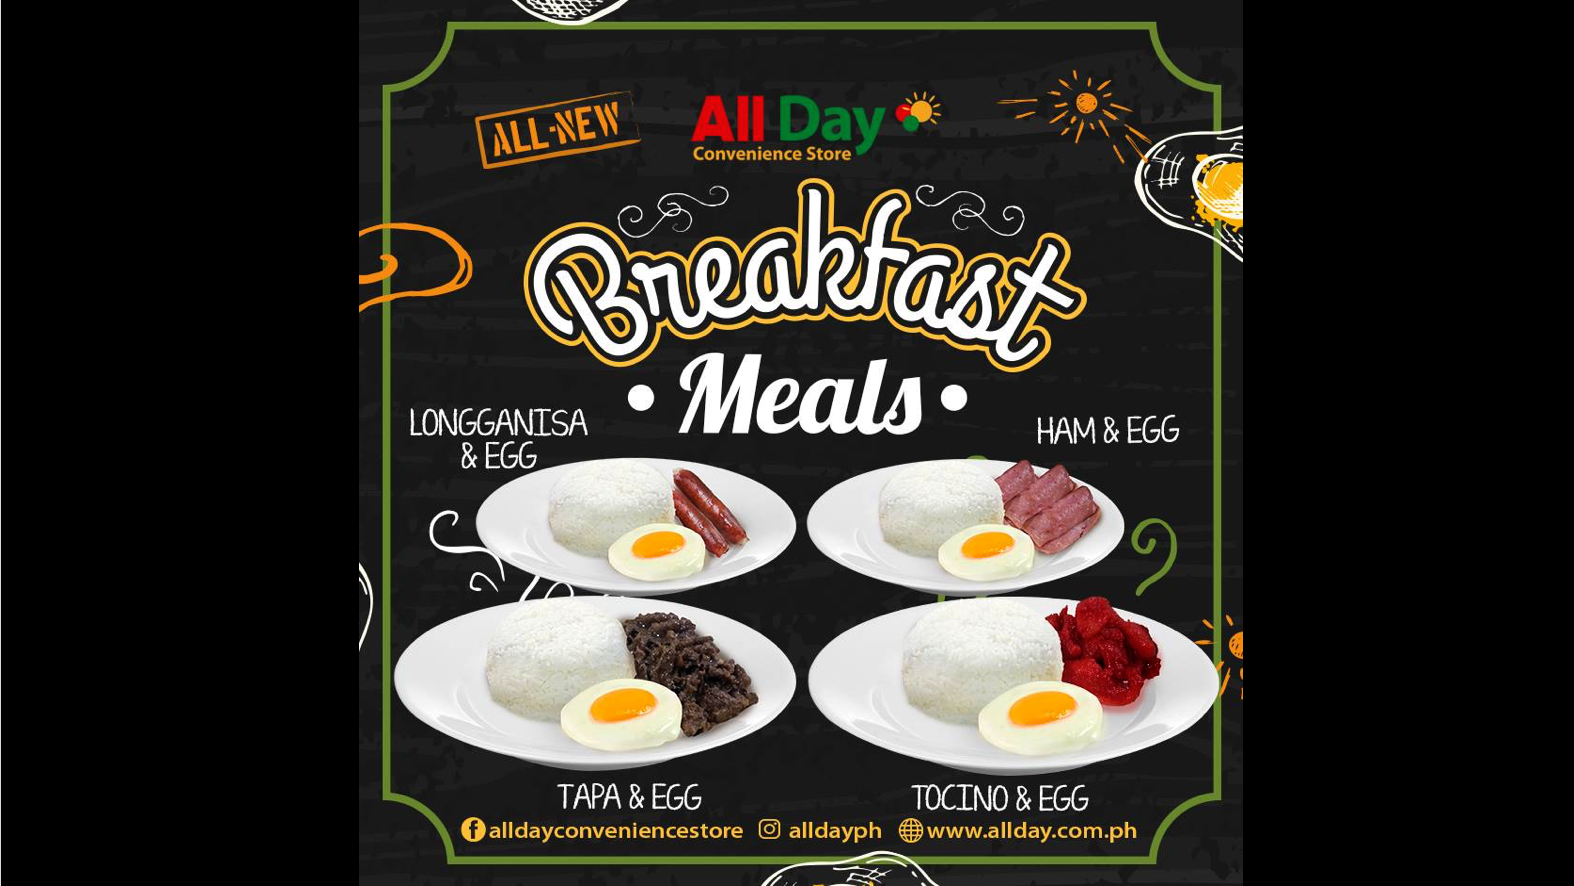 ALL-NEW
All Day
Convenience Store
Breakfast
• Meals •
LONGGANISA
& EGG
HAM & EGG
TAPA & EGG
TOCINO & EGG
alldayconveniencestore alldayph www.allday.com.ph